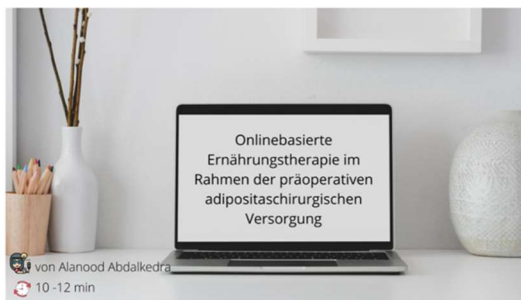 Onlinebasierte
Ernährungstherapie im
Rahmen der präoperativen
adipositaschirurgischen
Versorgung
von Alanood Abdalkedra
10 -12 min